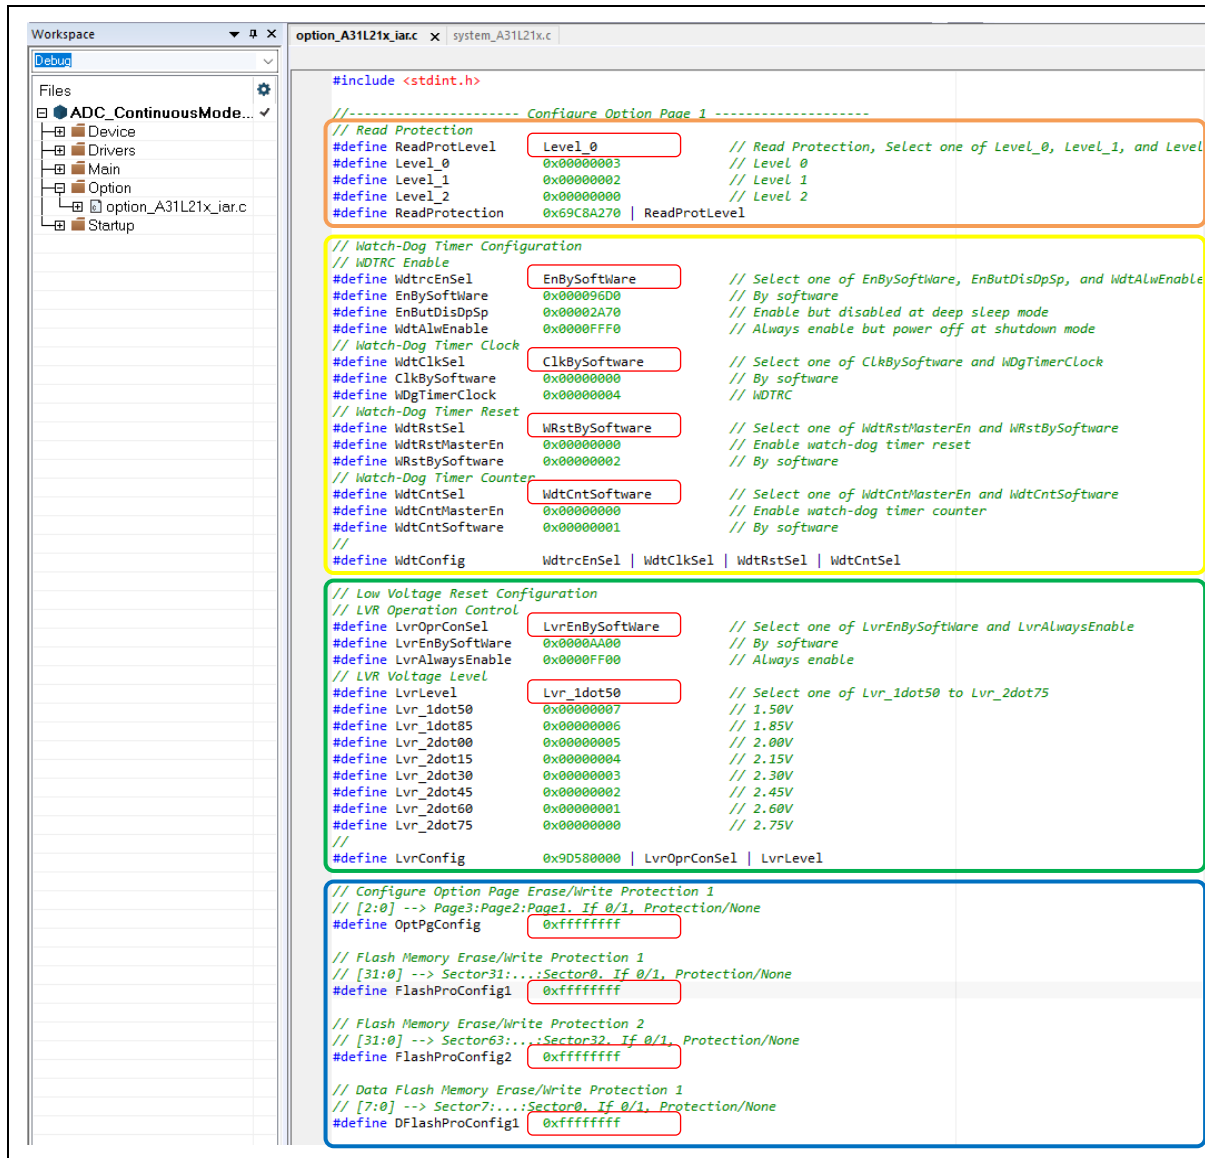 Workspace
Debug
Files
ADC_ContinuousMode...
Device
Drivers
Main
Option
option_A31L21x_iar.c
Startup
option_A31L21x_iar.c x system_A31L21x.c
#include <stdint.h>
//---------------------- Configure Option Page 1 --------------------
// Read Protection
#define ReadProtLevel Level_0 // Read Protection, Select one of Level_0, Level_1, and Level
#define Level_0 0x00000003 // Level 0
#define Level_1 0x00000002 // Level 1
#define Level_2 0x00000000 // Level 2
#define ReadProtection 0x69C8A270 | ReadProtLevel
// Watch-Dog Timer Configuration
// WDTRC Enable
#define WdtrcEnSel EnBySoftWare // Select one of EnBySoftWare, EnButDisDpSp, and WdtAlwEnable
#define EnBySoftWare 0x000096D0 // By software
#define EnButDisDpSp 0x00002A70 // Enable but disabled at deep sleep mode
#define WdtAlwEnable 0x0000FFF0 // Always enable but power off at shutdown mode
// Watch-Dog Timer Clock
#define WdtClkSel ClkBySoftware // Select one of ClkBySoftware and WDgTimerClock
#define ClkBySoftware 0x00000000 // By software
#define WDgTimerClock 0x00000004 // WDTRC
// Watch-Dog Timer Reset
#define WdtRstSel WRstBySoftware // Select one of WdtRstMasterEn and WRstBySoftware
#define WdtRstMasterEn 0x00000000 // Enable watch-dog timer reset
#define WRstBySoftware 0x00000002 // By software
// Watch-Dog Timer Counter
#define WdtCntSel WdtCntSoftware // Select one of WdtCntMasterEn and WdtCntSoftware
#define WdtCntMasterEn 0x00000000 // Enable watch-dog timer counter
#define WdtCntSoftware 0x00000001 // By software
//
#define WdtConfig WdtrcEnSel | WdtClkSel | WdtRstSel | WdtCntSel
// Low Voltage Reset Configuration
// LVR Operation Control
#define LvrOprConSel LvrEnBySoftWare // Select one of LvrEnBySoftWare and LvrAlwaysEnable
#define LvrEnBySoftWare 0x0000AA00 // By software
#define LvrAlwaysEnable 0x0000FF00 // Always enable
// LVR Voltage Level
#define LvrLevel Lvr_1dot50 // Select one of Lvr_1dot50 to Lvr_2dot75
#define Lvr_1dot50 0x00000007 // 1.50V
#define Lvr_1dot85 0x00000006 // 1.85V
#define Lvr_2dot00 0x00000005 // 2.00V
#define Lvr_2dot15 0x00000004 // 2.15V
#define Lvr_2dot30 0x00000003 // 2.30V
#define Lvr_2dot45 0x00000002 // 2.45V
#define Lvr_2dot60 0x00000001 // 2.60V
#define Lvr_2dot75 0x00000000 // 2.75V
//
#define LvrConfig 0x9D580000 | LvrOprConSel | LvrLevel
// Configure Option Page Erase/Write Protection 1
// [2:0] --> Page3:Page2:Page1. If 0/1, Protection/None
#define OptPgConfig 0xffffffff
// Flash Memory Erase/Write Protection 1
// [31:0] --> Sector31:...:Sector0. If 0/1, Protection/None
#define FlashProConfig1 0xffffffff
// Flash Memory Erase/Write Protection 2
// [31:0] --> Sector63:...:Sector32. If 0/1, Protection/None
#define FlashProConfig2 0xffffffff
// Data Flash Memory Erase/Write Protection 1
// [7:0] --> Sector7:...:Sector0. If 0/1, Protection/None
#define DFlashProConfig1 0xffffffff